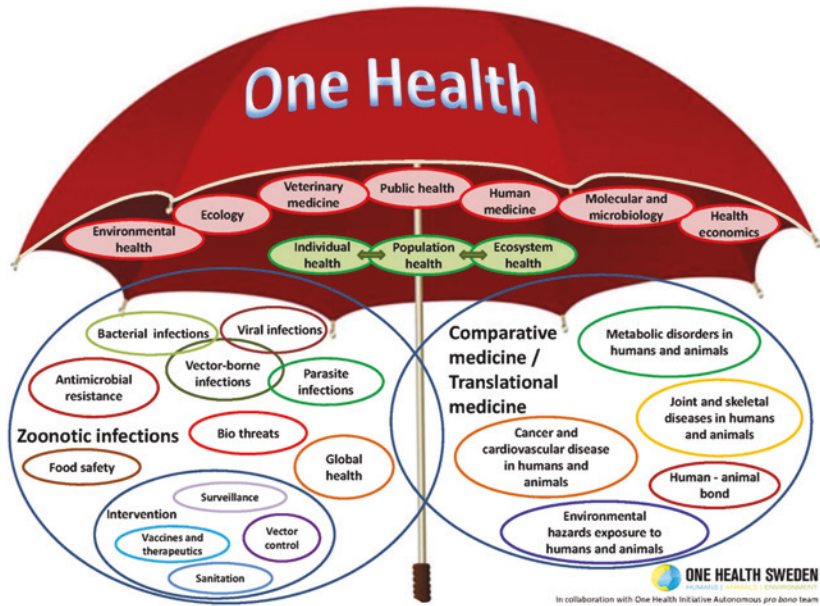 One Health
Environmental
health
Ecology
Veterinary
medicine
Public health
Human
medicine
Molecular and
microbiology
Health
economics
Individual
health
Population
health
Ecosystem
health
Bacterial infections
Viral infections
Vector-borne
infections
Parasite
infections
Antimicrobial
resistance
Zoonotic infections
Bio threats
Food safety
Global
health
Intervention
Surveillance
Vaccines and
therapeutics
Vector
control
Sanitation
Comparative
medicine /
Translational
medicine
Metabolic disorders in
humans and animals
Joint and skeletal
diseases in humans
and animals
Cancer and
cardiovascular disease
in humans and
animals
Human - animal
bond
Environmental
hazards exposure to
humans and animals
ONE HEALTH SWEDEN
HUMANS | ANIMALS | ENVIRONMENT
In collaboration with One Health Initiative Autonomous pro bono team